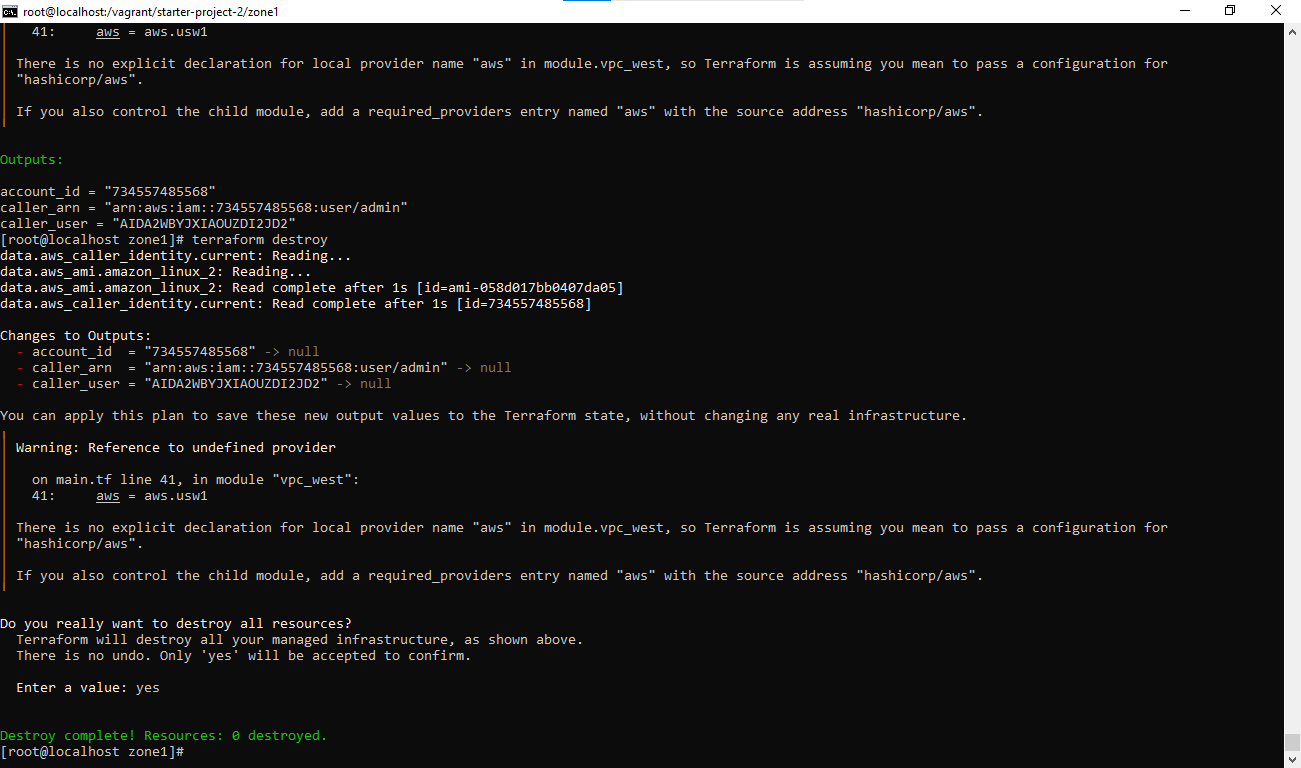 root@localhost:/vagrant/starter-project-2/zone1
41:     aws = aws.usw1
There is no explicit declaration for local provider name "aws" in module.vpc_west, so Terraform is assuming you mean to pass a configuration for
"hashicorp/aws".
If you also control the child module, add a required_providers entry named "aws" with the source address "hashicorp/aws".
Outputs:
account_id = "734557485568"
caller_arn = "arn:aws:iam::734557485568:user/admin"
caller_user = "AIDA2WBYJXIAOUZDI2JD2"
[root@localhost zone1]# terraform destroy
data.aws_caller_identity.current: Reading...
data.aws_ami.amazon_linux_2: Reading...
data.aws_ami.amazon_linux_2: Read complete after 1s [id=ami-058d017bb0407da05]
data.aws_caller_identity.current: Read complete after 1s [id=734557485568]
Changes to Outputs:
- account_id  = "734557485568" -> null
- caller_arn  = "arn:aws:iam::734557485568:user/admin" -> null
- caller_user = "AIDA2WBYJXIAOUZDI2JD2" -> null
You can apply this plan to save these new output values to the Terraform state, without changing any real infrastructure.
Warning: Reference to undefined provider
on main.tf line 41, in module "vpc_west":
41:     aws = aws.usw1
There is no explicit declaration for local provider name "aws" in module.vpc_west, so Terraform is assuming you mean to pass a configuration for
"hashicorp/aws".
If you also control the child module, add a required_providers entry named "aws" with the source address "hashicorp/aws".
Do you really want to destroy all resources?
Terraform will destroy all your managed infrastructure, as shown above.
There is no undo. Only 'yes' will be accepted to confirm.
Enter a value: yes
Destroy complete! Resources: 0 destroyed.
[root@localhost zone1]#